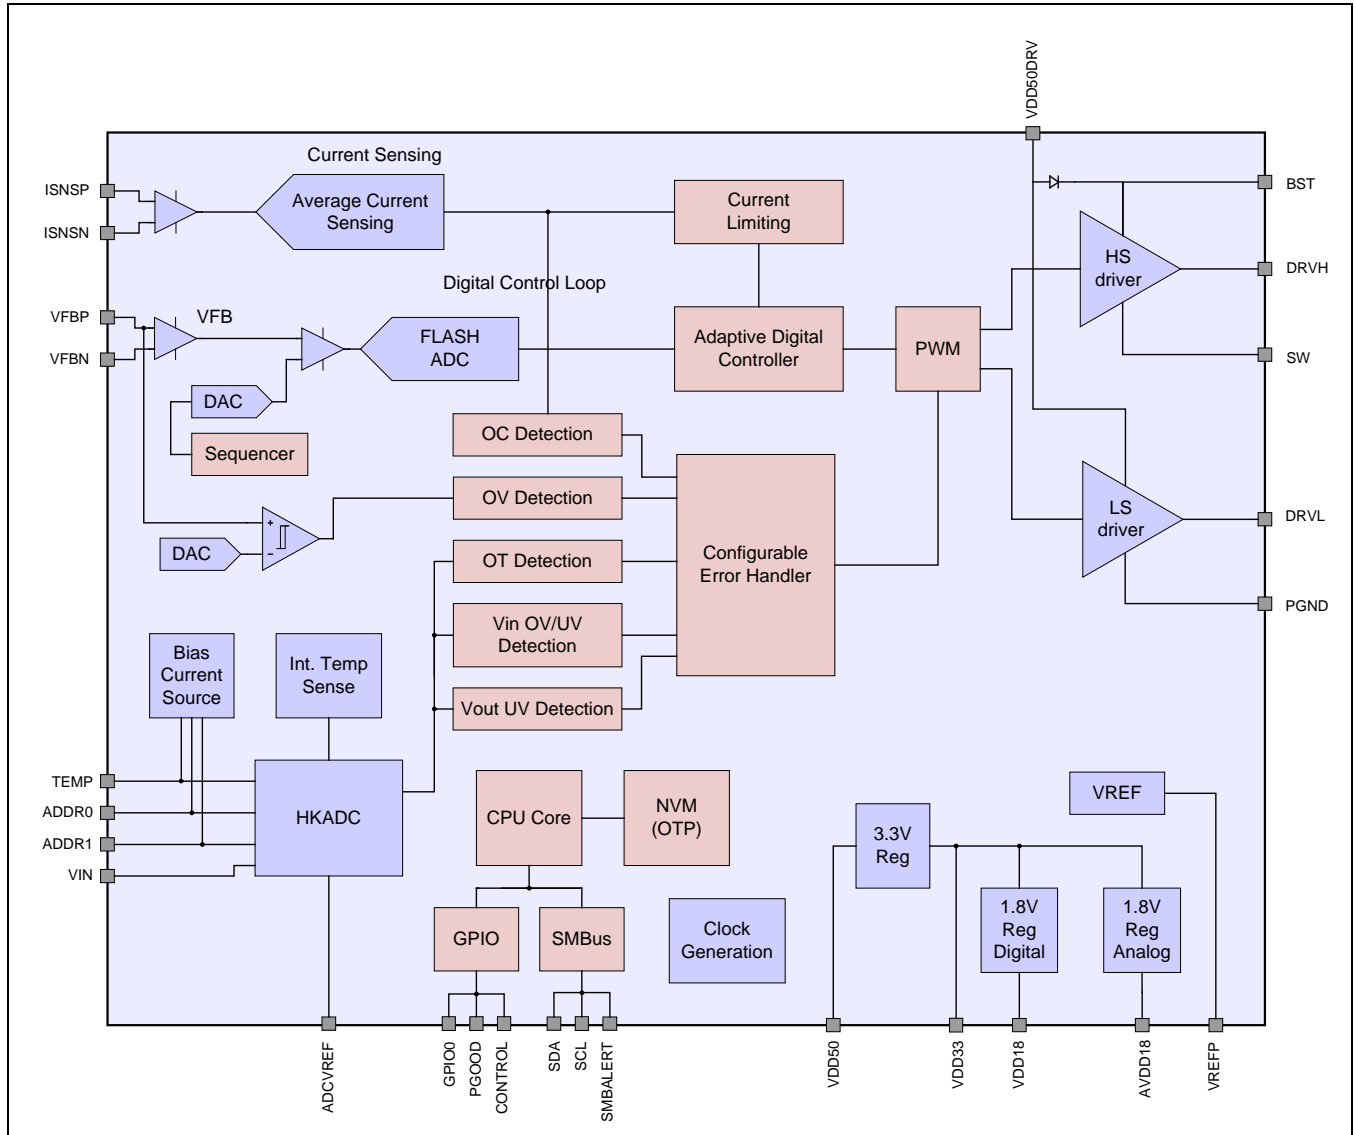 VDD50DRV
Current Sensing
ISNSP
ISNSN
Average Current
Sensing
Current
Limiting
BST
HS
driver
DRVH
Digital Control Loop
VFBP
VFBN
VFB
FLASH
ADC
Adaptive Digital
Controller
PWM
SW
DAC
Sequencer
OC Detection
OV Detection
+
-
DAC
OT Detection
Configurable
Error Handler
LS
driver
DRVL
PGND
Vin OV/UV
Detection
Vout UV Detection
Bias
Current
Source
Int. Temp
Sense
TEMP
ADDR0
ADDR1
VIN
HKADC
CPU Core
NVM
(OTP)
VREF
3.3V
Reg
GPIO
SMBus
Clock
Generation
1.8V
Reg
Digital
1.8V
Reg
Analog
ADCVREF
GPIO0
PGOOD
CONTROL
SDA
SCL
SMBALERT
VDD50
VDD33
VDD18
AVDD18
VREFP